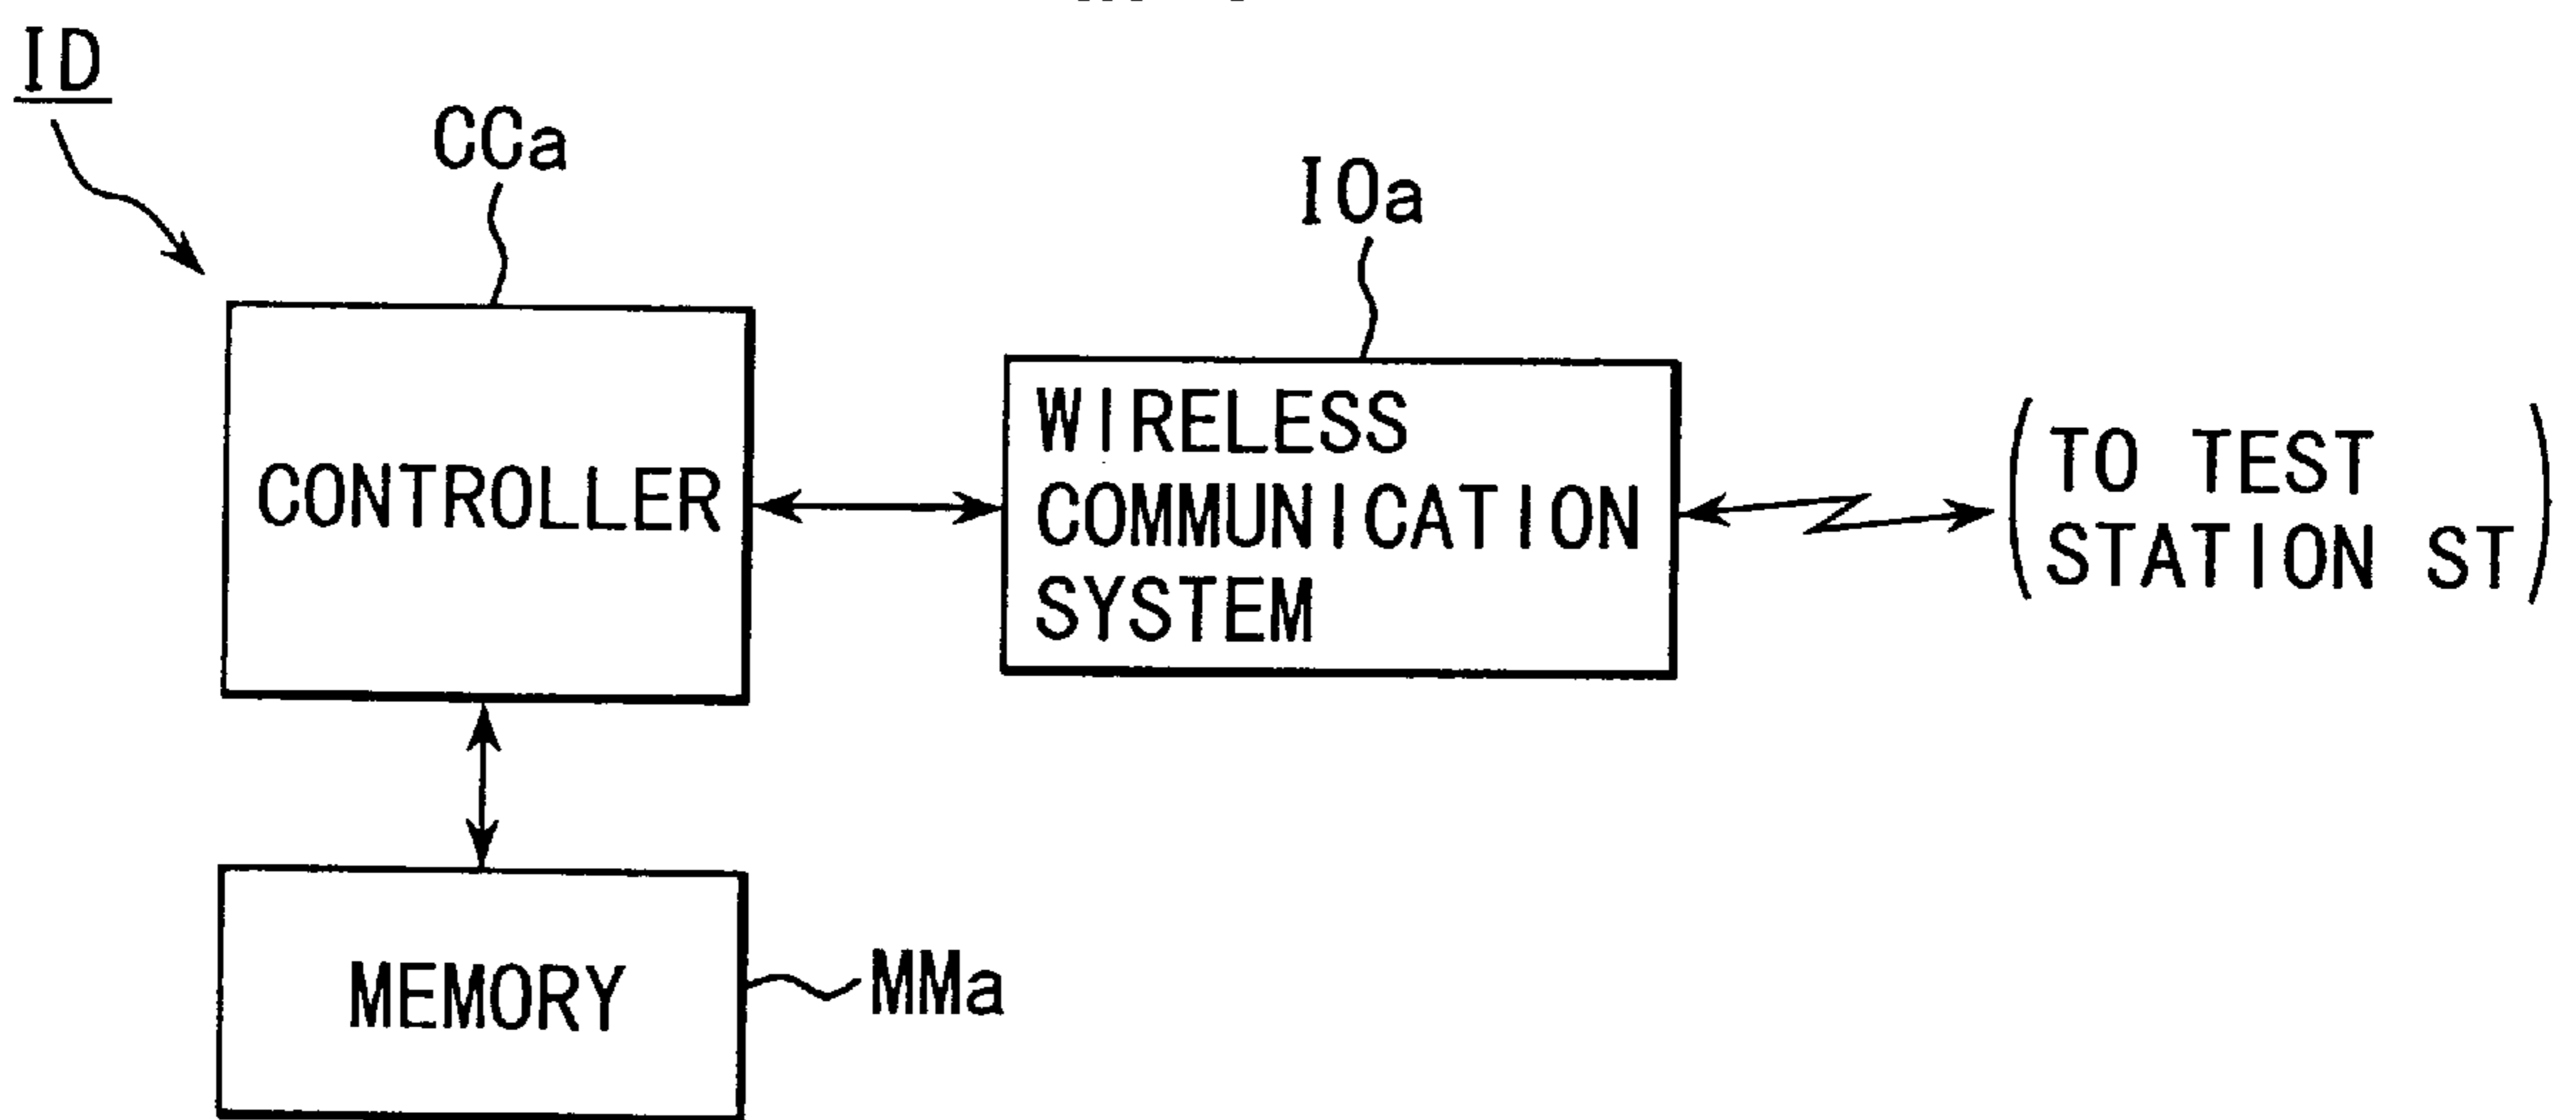 ID
CCa
IOa
CONTROLLER
WIRELESS
COMMUNICATION
SYSTEM
(TO TEST
STATION ST)
MEMORY
MMa